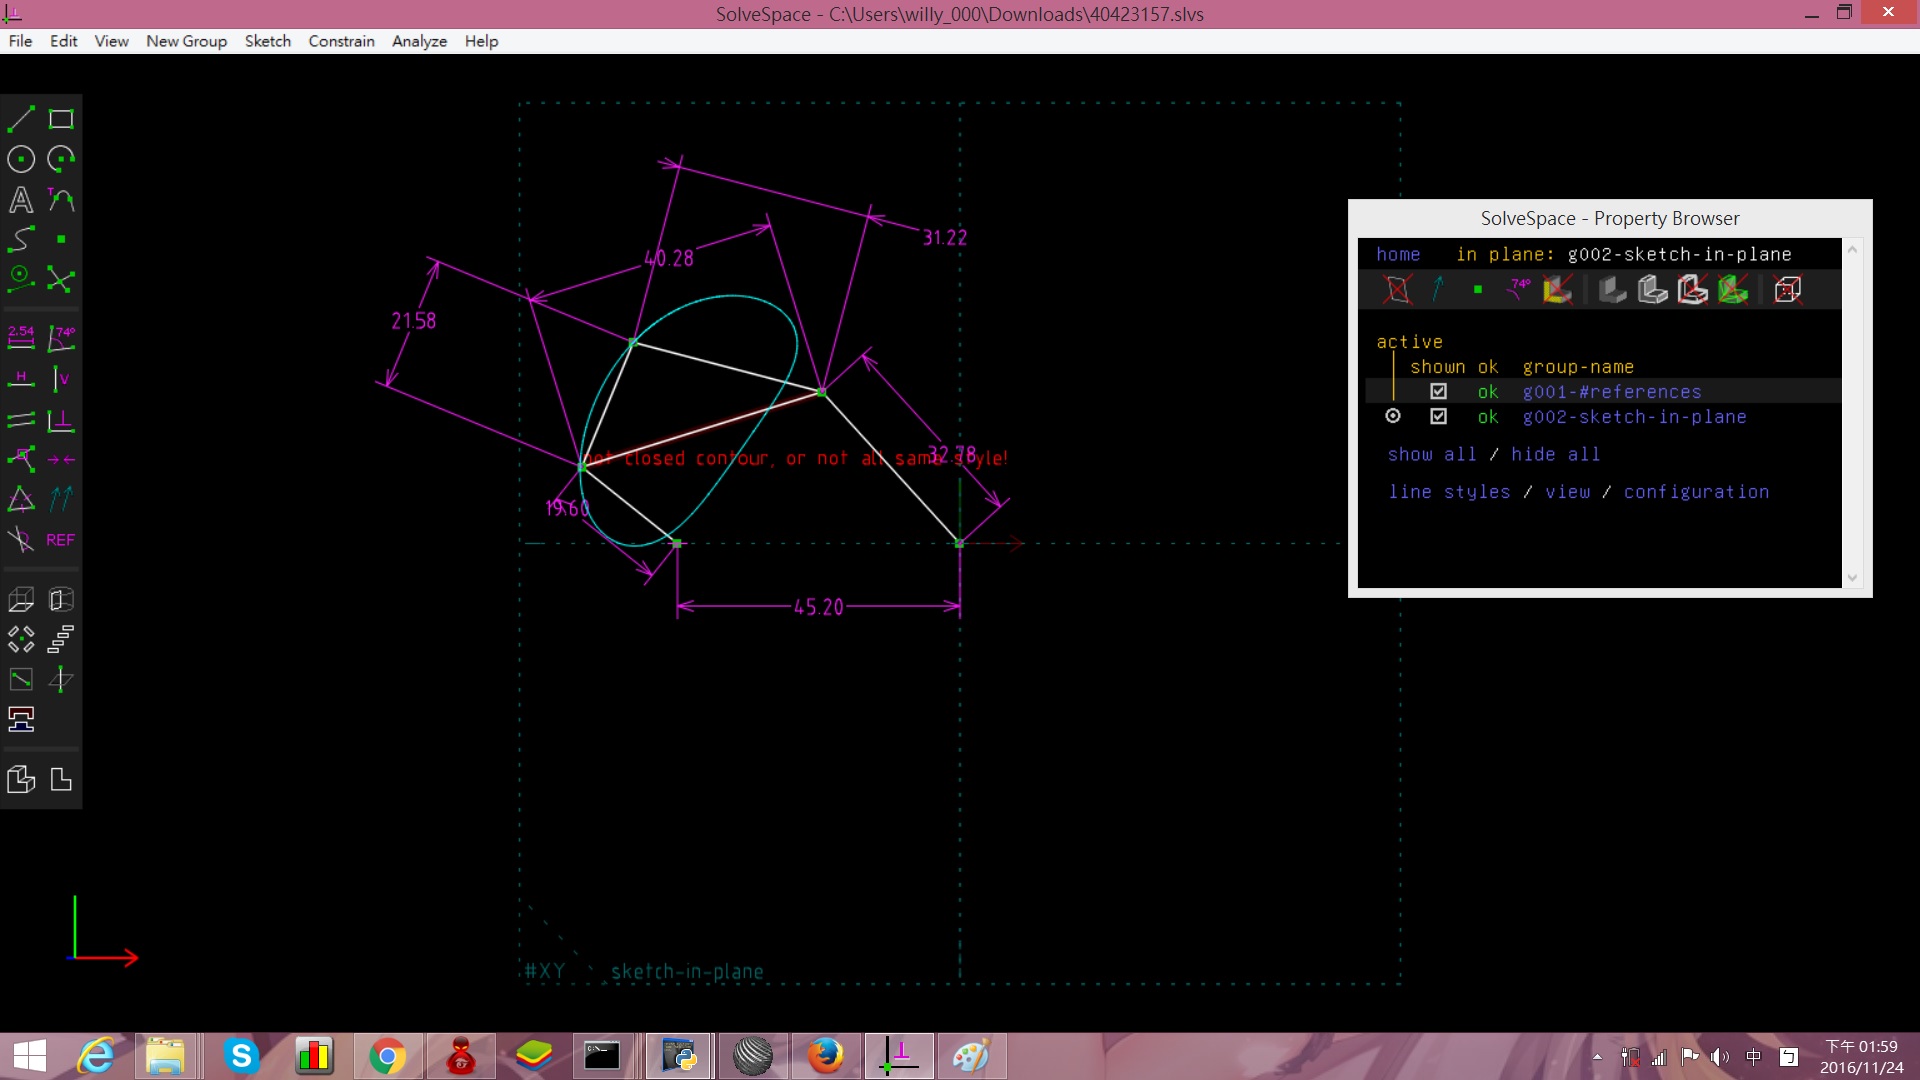 SolveSpace - C:\Users\willy_000\Downloads\40423157.slvs
File Edit View New Group Sketch Constrain Analyze Help
31.22
40.28
21.58
32.78
not closed contour, or not all same style!
19.60
45.20
#XY sketch-in-plane
2.54 74°
H V
T
REF
SolveSpace - Property Browser
home in plane: g002-sketch-in-plane
74°
active
shown ok group-name
ok g001-#references
ok g002-sketch-in-plane
show all / hide all
line styles / view / configuration
中
下午 01:59
2016/11/24